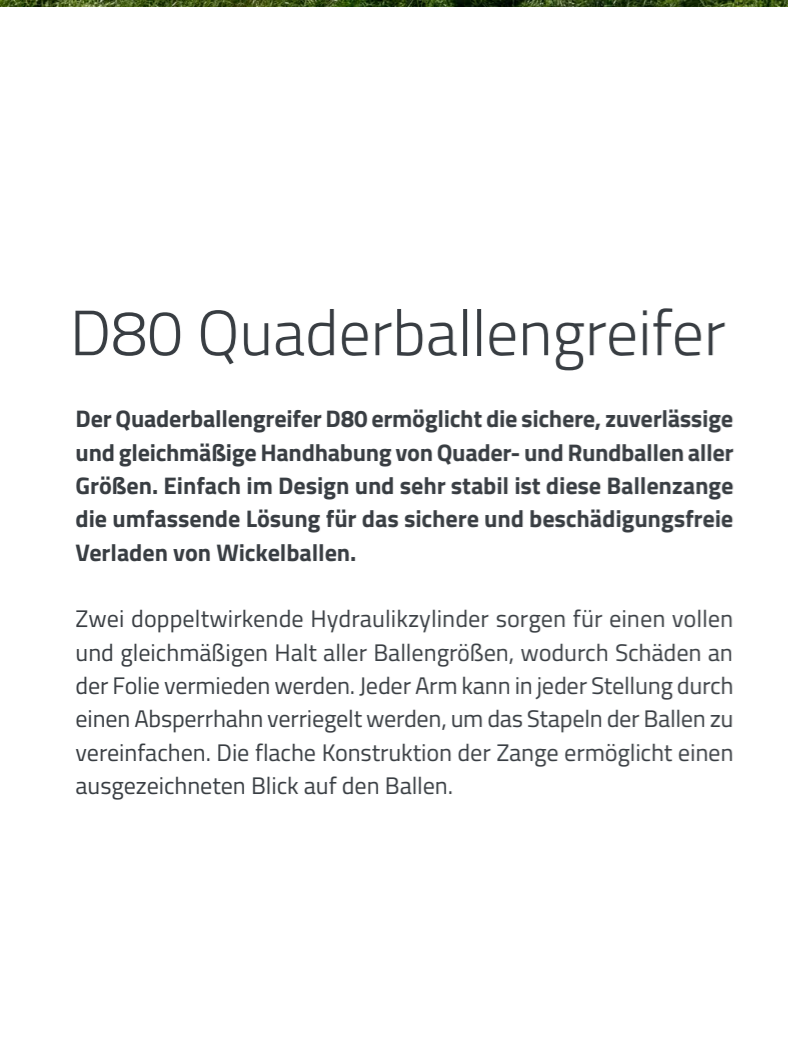 D80 Quaderballengreifer
Der Quaderballengreifer D80 ermöglicht die sichere, zuverlässige
und gleichmäßige Handhabung von Quader- und Rundballen aller
Größen. Einfach im Design und sehr stabil ist diese Ballenzange
die umfassende Lösung für das sichere und beschädigungsfreie
Verladen von Wickelballen.
Zwei doppeltwirkende Hydraulikzylinder sorgen für einen vollen
und gleichmäßigen Halt aller Ballengrößen, wodurch Schäden an
der Folie vermieden werden. Jeder Arm kann in jeder Stellung durch
einen Absperrhahn verriegelt werden, um das Stapeln der Ballen zu
vereinfachen. Die flache Konstruktion der Zange ermöglicht einen
ausgezeichneten Blick auf den Ballen.